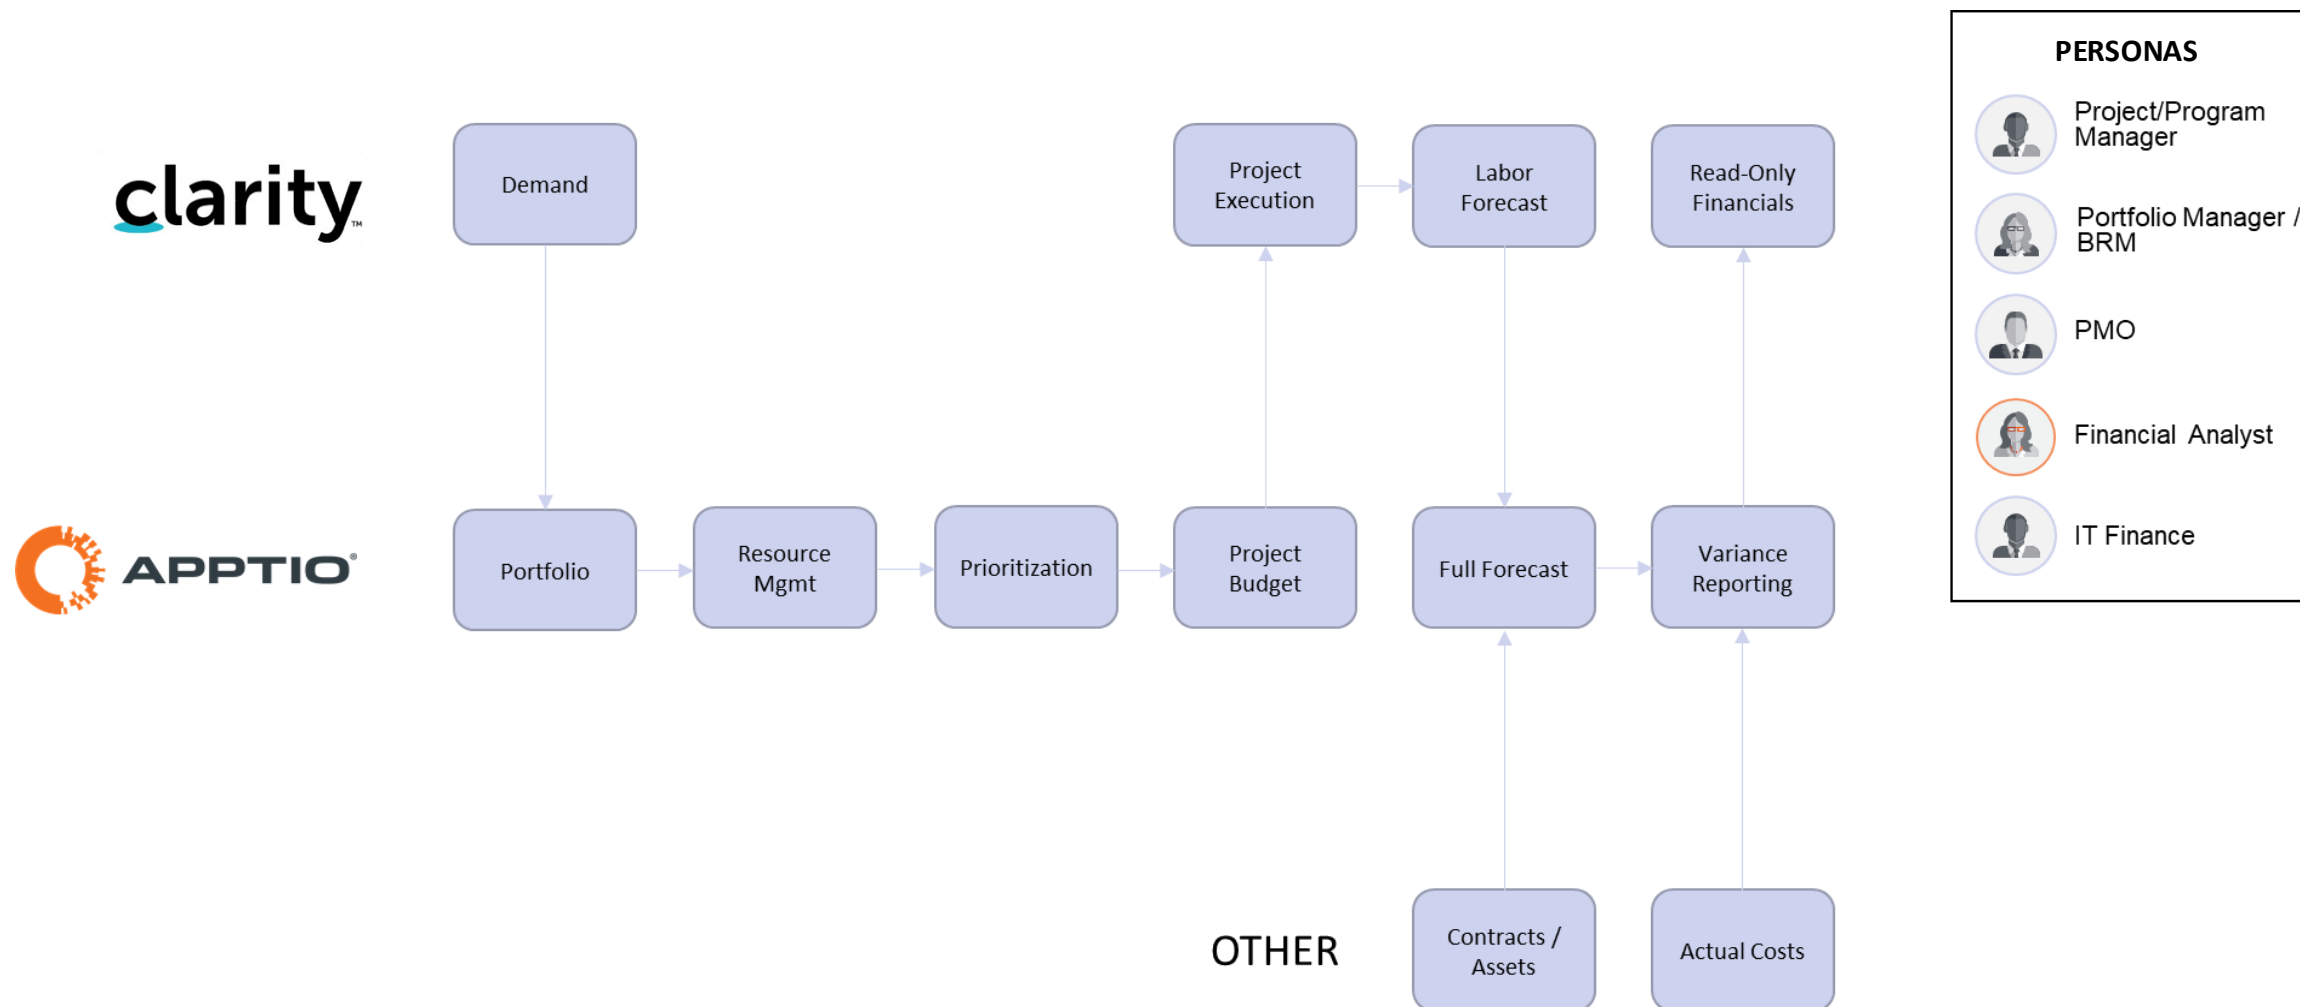 PERSONAS
Project/Program
Manager
Portfolio Manager /
BRM
PMO
Financial Analyst
IT Finance
clarity™
Demand
Project
Execution
Labor
Forecast
Read-Only
Financials
APPTIO®
Portfolio
Resource
Mgmt
Prioritization
Project
Budget
Full Forecast
Variance
Reporting
OTHER
Contracts /
Assets
Actual Costs